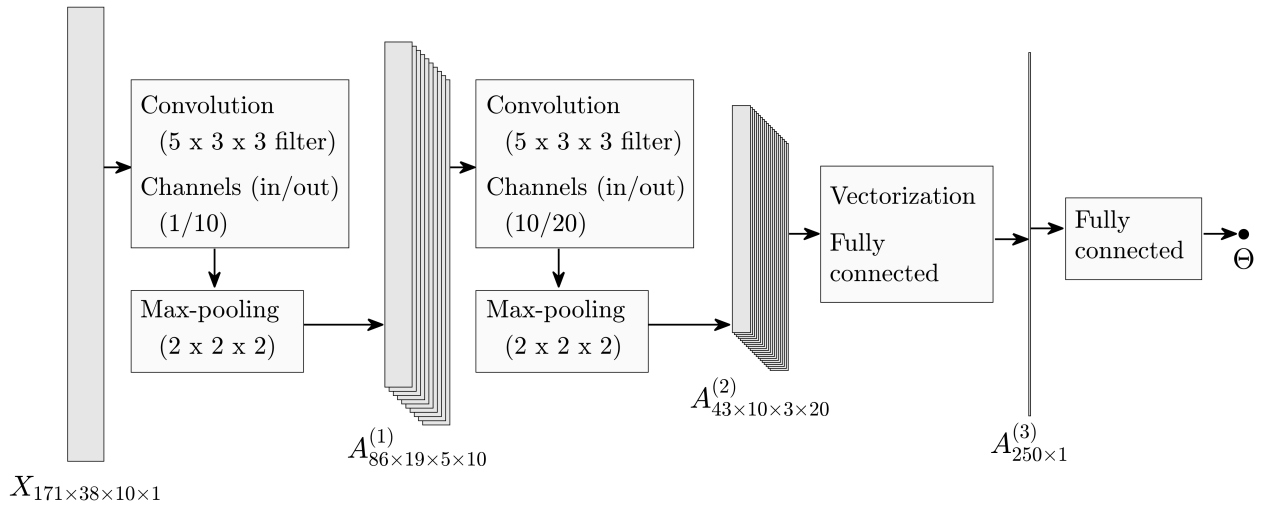 Convolution
(5 x 3 x 3 filter)
Channels (in/out)
(1/10)
Max-pooling
(2 x 2 x 2)
X_{171×38×10×1}
A^{(1)}_{86×19×5×10}
Convolution
(5 x 3 x 3 filter)
Channels (in/out)
(10/20)
Max-pooling
(2 x 2 x 2)
A^{(2)}_{43×10×3×20}
Vectorization
Fully
connected
A^{(3)}_{250×1}
Fully
connected
Θ